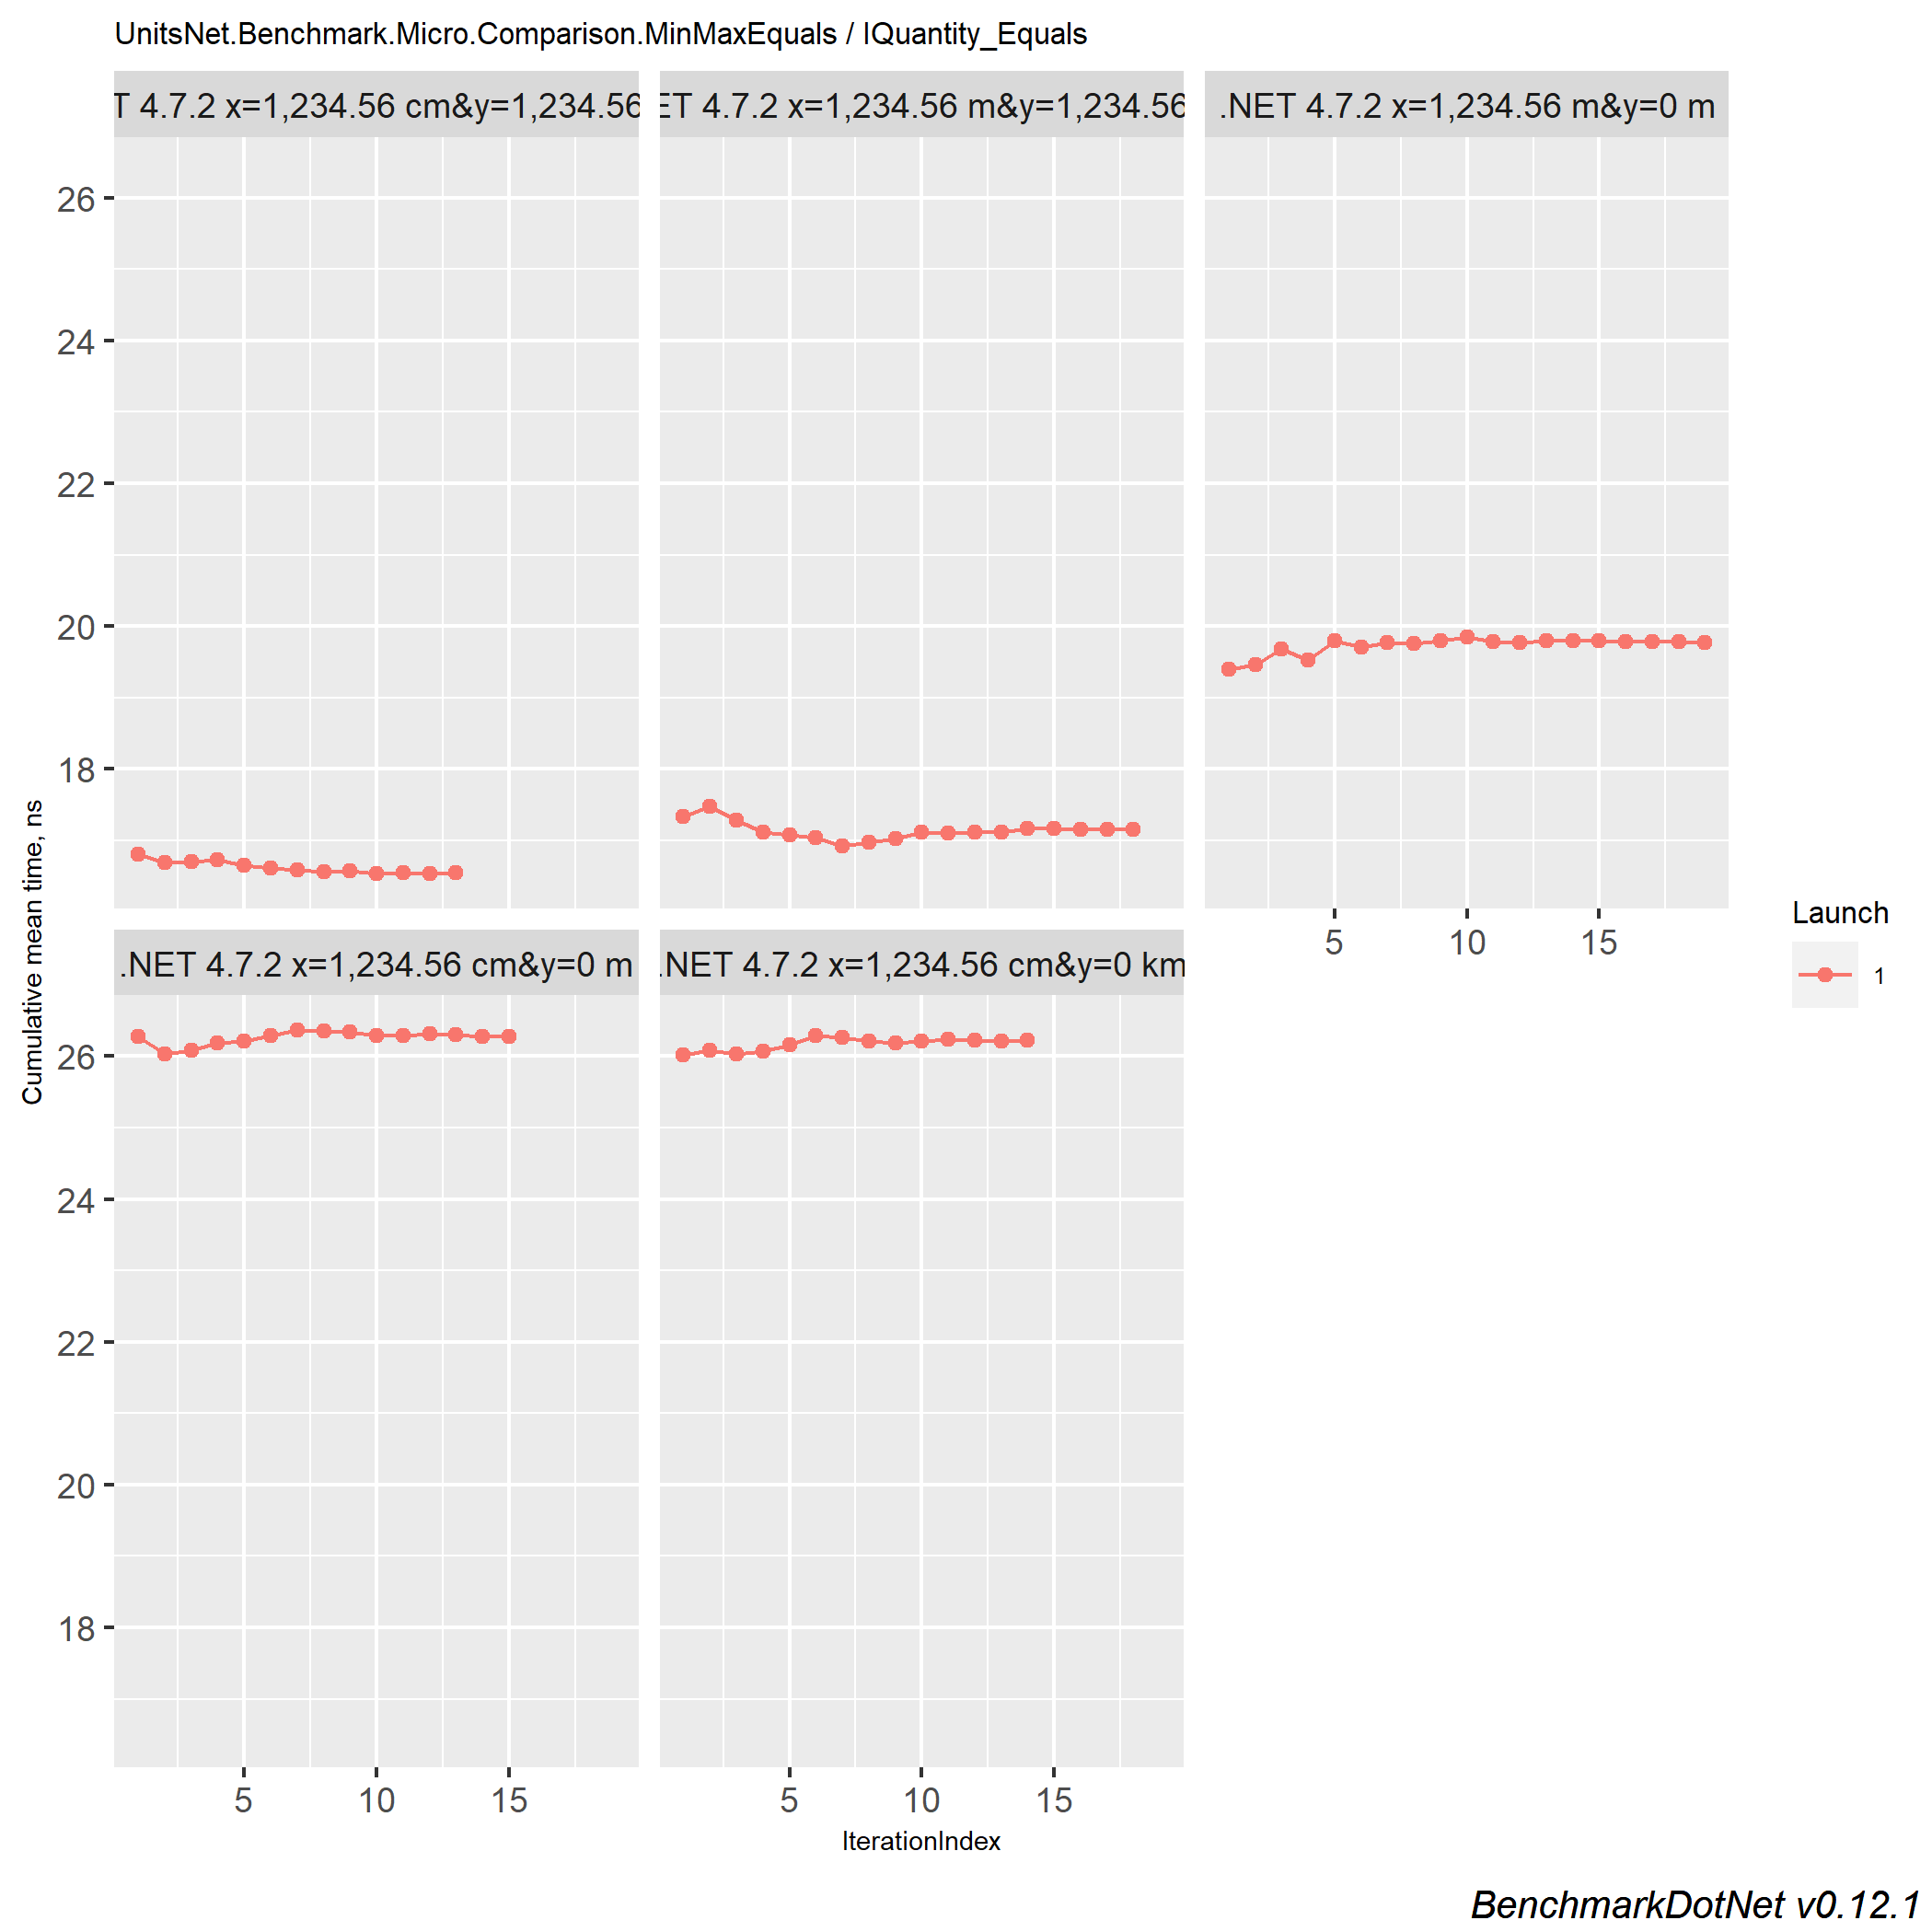 UnitsNet.Benchmark.Micro.Comparison.MinMaxEquals / IQuantity_Equals
T 4.7.2 x=1,234.56 cm&y=1,234.56
ET 4.7.2 x=1,234.56 m&y=1,234.56
.NET 4.7.2 x=1,234.56 m&y=0 m
26
24
22
20
18
5 10 15
.NET 4.7.2 x=1,234.56 cm&y=0 m
.NET 4.7.2 x=1,234.56 cm&y=0 km
26
24
22
20
18
5 10 15
5 10 15
Cumulative mean time, ns
IterationIndex
Launch
1
BenchmarkDotNet v0.12.1